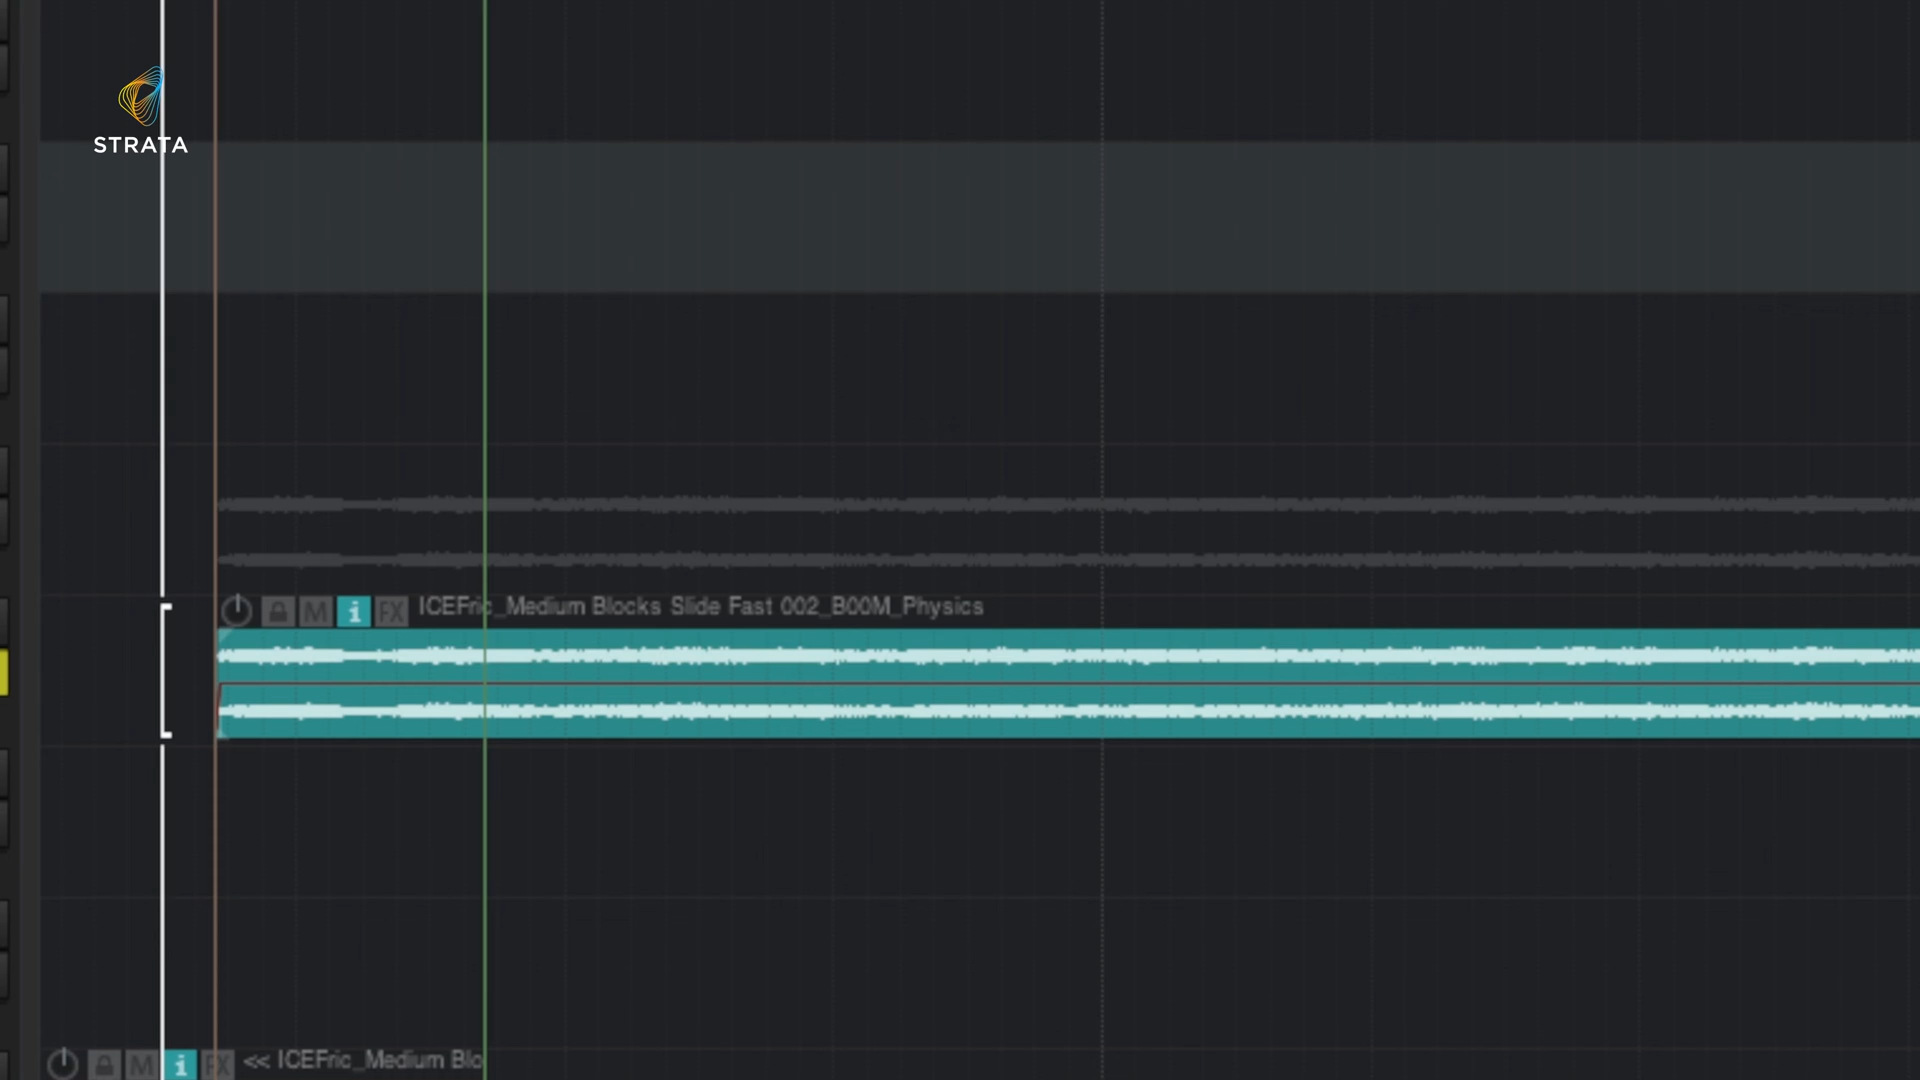 STRATA
M i FX ICEFric_Medium Blocks Slide Fast 002_B00M_Physics
M i FX << ICEFric_Medium Blo